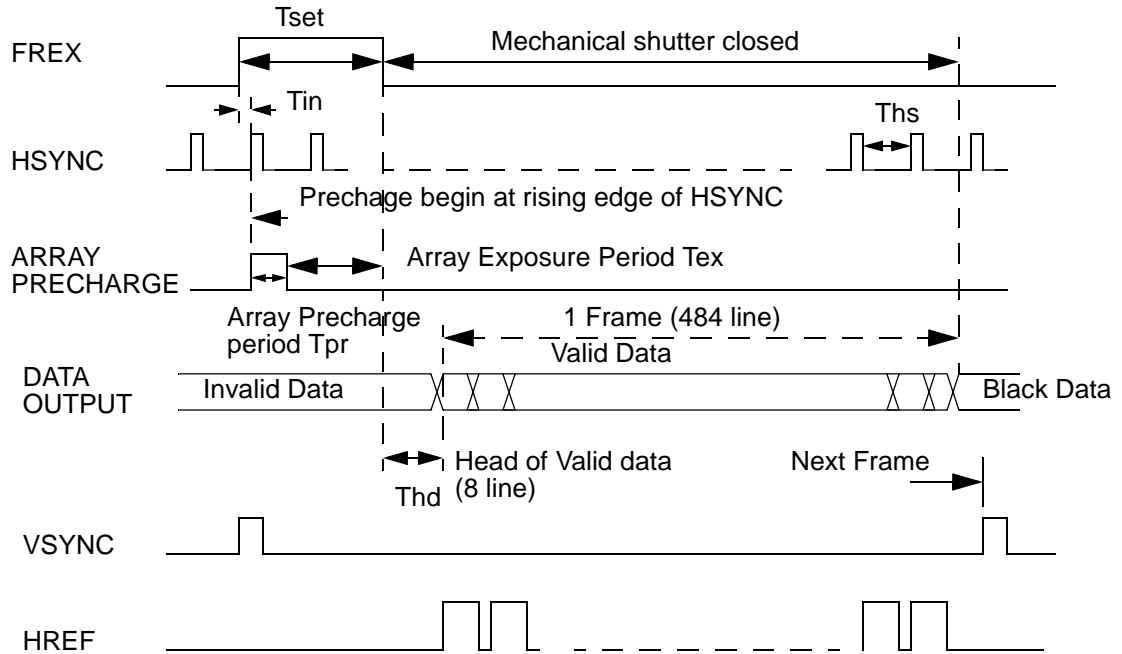 Tset
FREX
Mechanical shutter closed
Tin
Ths
HSYNC
Prechage begin at rising edge of HSYNC
ARRAY
PRECHARGE
Array Exposure Period Tex
Array Precharge
period Tpr
1 Frame (484 line)
Valid Data
DATA
OUTPUT
Invalid Data
Black Data
Head of Valid data
(8 line)
Next Frame
Thd
VSYNC
HREF